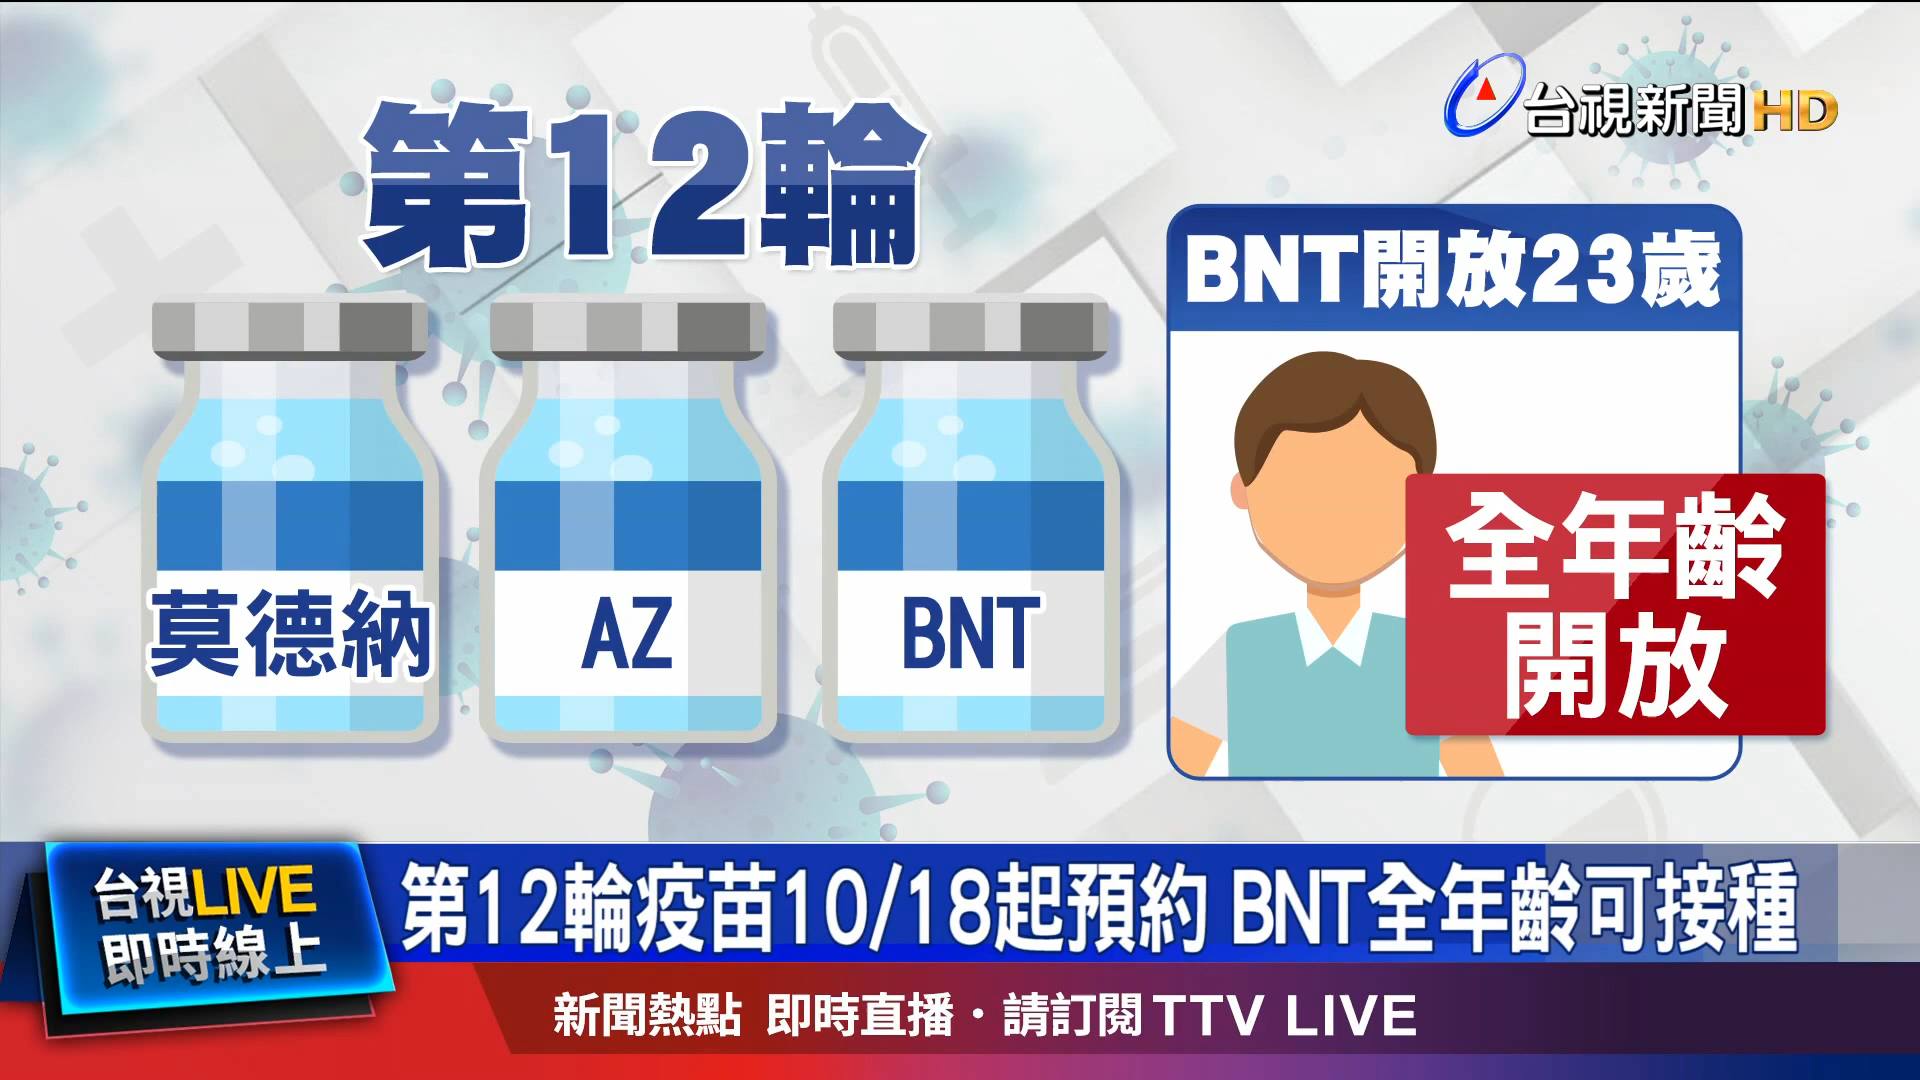 台視新聞HD
第12輪
BNT開放23歲
全年齡
開放
莫德納
AZ
BNT
台視LIVE
即時線上
第12輪疫苗10/18起預約 BNT全年齡可接種
新聞熱點 即時直播·請訂閱TTV LIVE